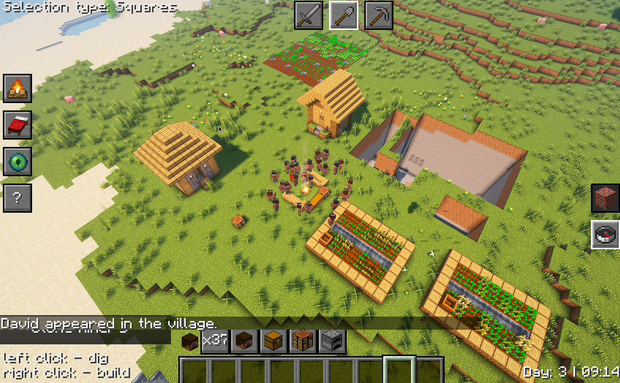 Selection type: Squares
?
David appeared in the village.
x37
left click – dig
right click – build
Day: 3 | 09:14